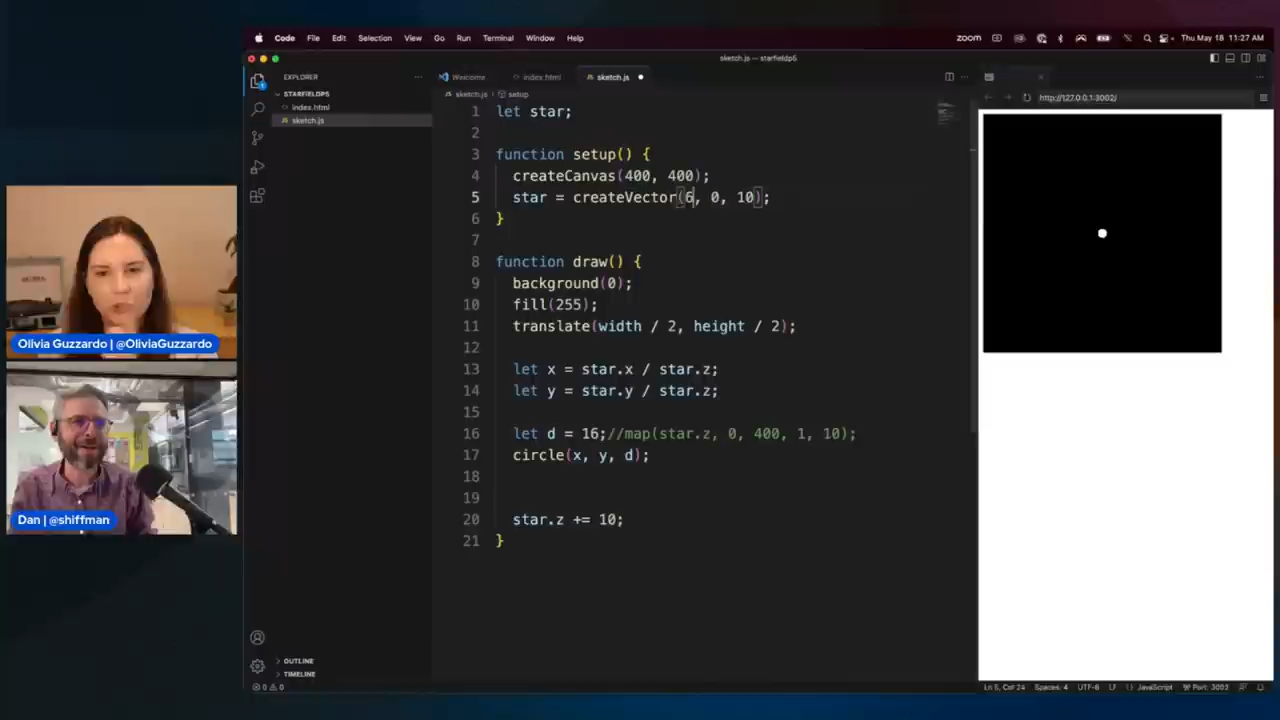 Code File Edit Selection View Go Run Terminal Window Help
zoom Thu May 18 11:27 AM
sketch.js — starfieldp5
EXPLORER
STARFIELDP5
index.html
sketch.js
Welcome index.html sketch.js
sketch.js > setup
http://127.0.0.1:3002/
1 let star;
2
3 function setup() {
4 createCanvas(400, 400);
5 star = createVector(6, 0, 10);
6 }
7
8 function draw() {
9 background(0);
10 fill(255);
11 translate(width / 2, height / 2);
12
13 let x = star.x / star.z;
14 let y = star.y / star.z;
15
16 let d = 16;//map(star.z, 0, 400, 1, 10);
17 circle(x, y, d);
18
19
20 star.z += 10;
21 }
Olivia Guzzardo | @OliviaGuzzardo
Dan | @shiffman
OUTLINE
TIMELINE
0 0
Ln 5, Col 24 Spaces: 4 UTF-8 LF {} JavaScript Port: 3002